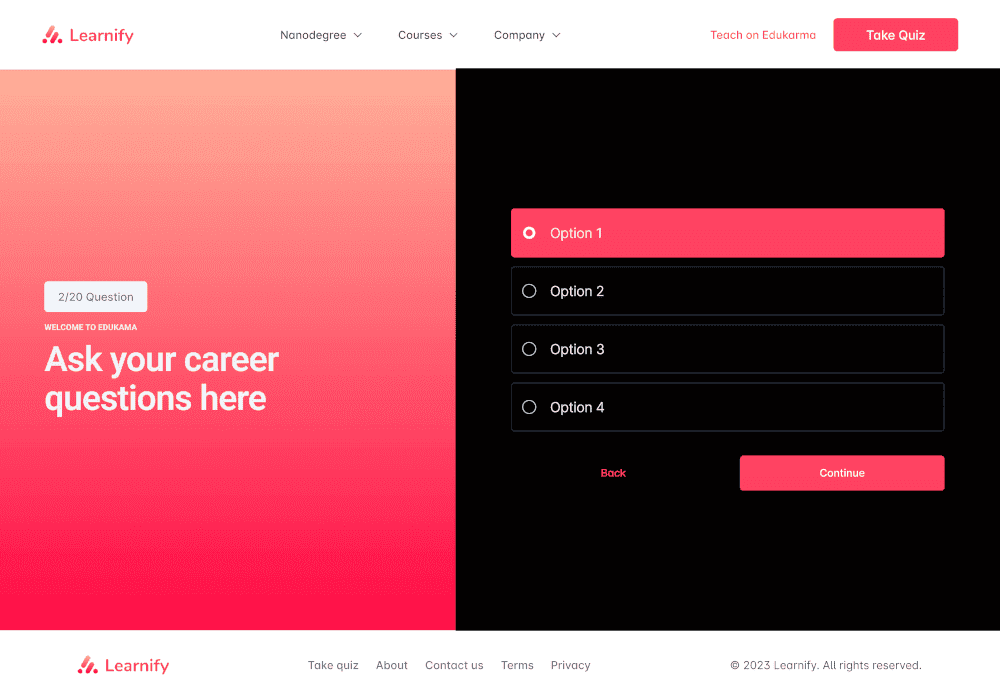 Learnify
Nanodegree
Courses
Company
Teach on Edukarma
Take Quiz
2/20 Question
WELCOME TO EDUKAMA
Ask your career
questions here
Option 1
Option 2
Option 3
Option 4
Back
Continue
Learnify
Take quiz
About
Contact us
Terms
Privacy
© 2023 Learnify. All rights reserved.